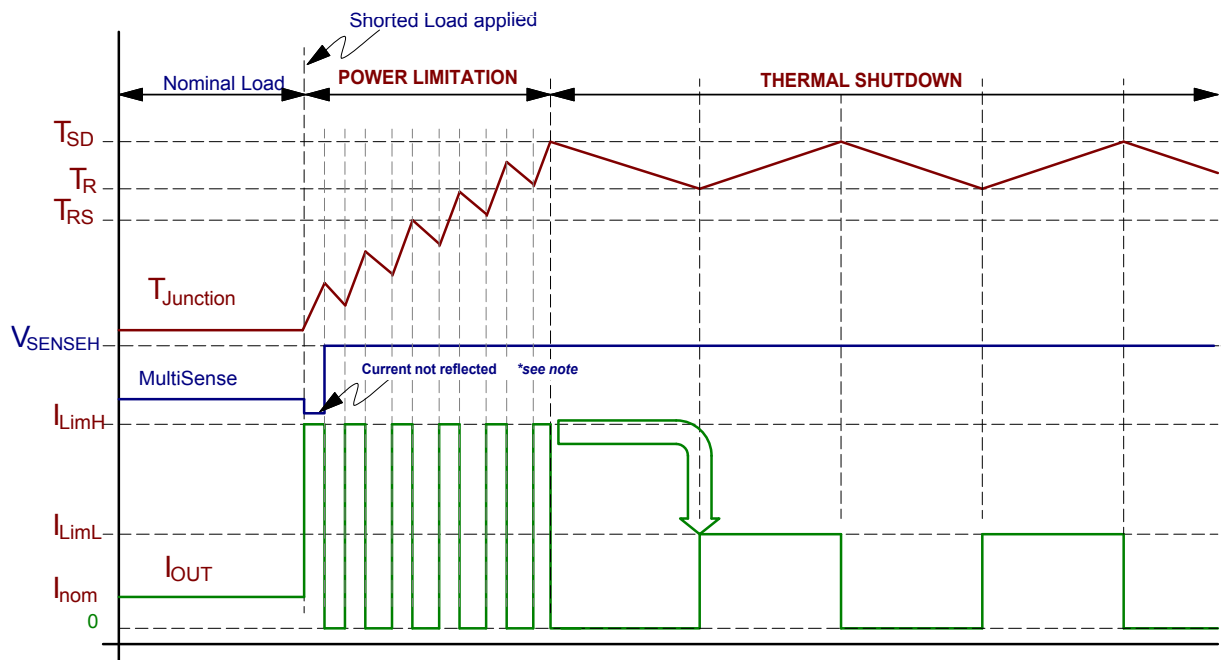 Shorted Load applied
Nominal Load
POWER LIMITATION
THERMAL SHUTDOWN
TSD
TR
TRS
TJunction
VSENSEH
MultiSense
Current not reflected *see note
ILimH
ILimL
IOUT
Inom
0